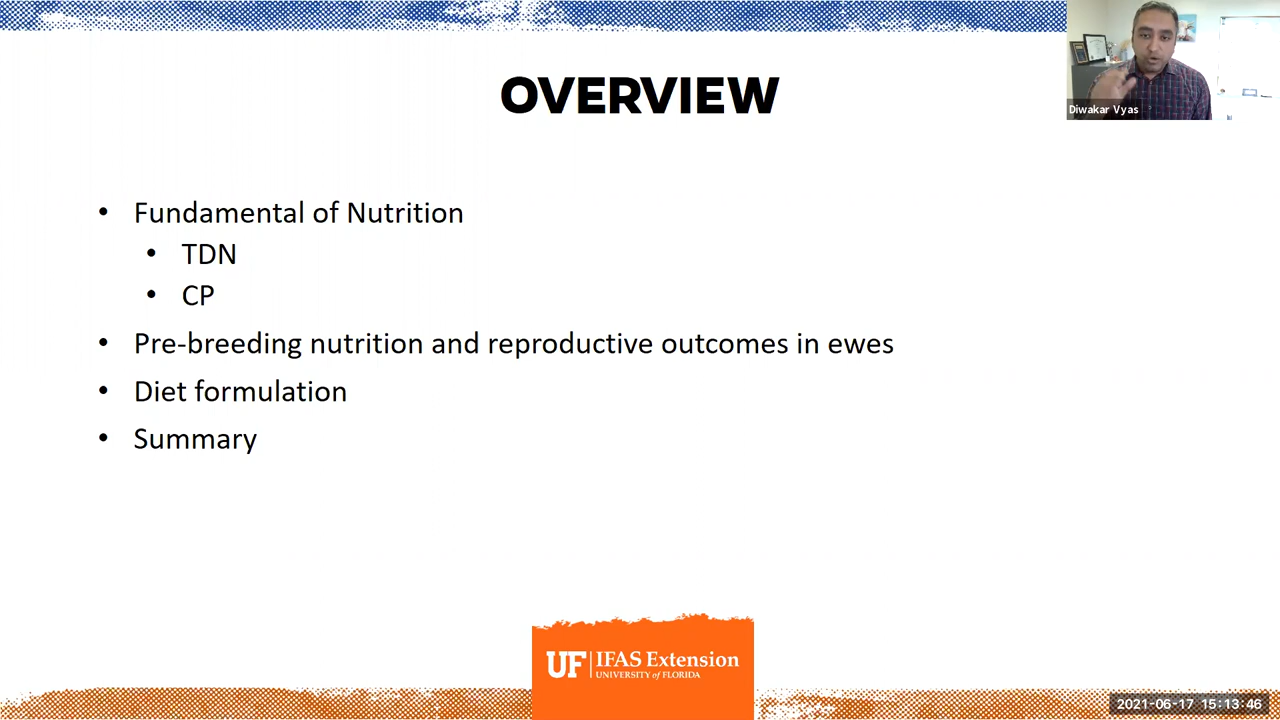 OVERVIEW
Diwakar Vyas
• Fundamental of Nutrition
• TDN
• CP
• Pre-breeding nutrition and reproductive outcomes in ewes
• Diet formulation
• Summary
UF IFAS Extension
UNIVERSITY of FLORIDA
2021-06-17 15:13:46